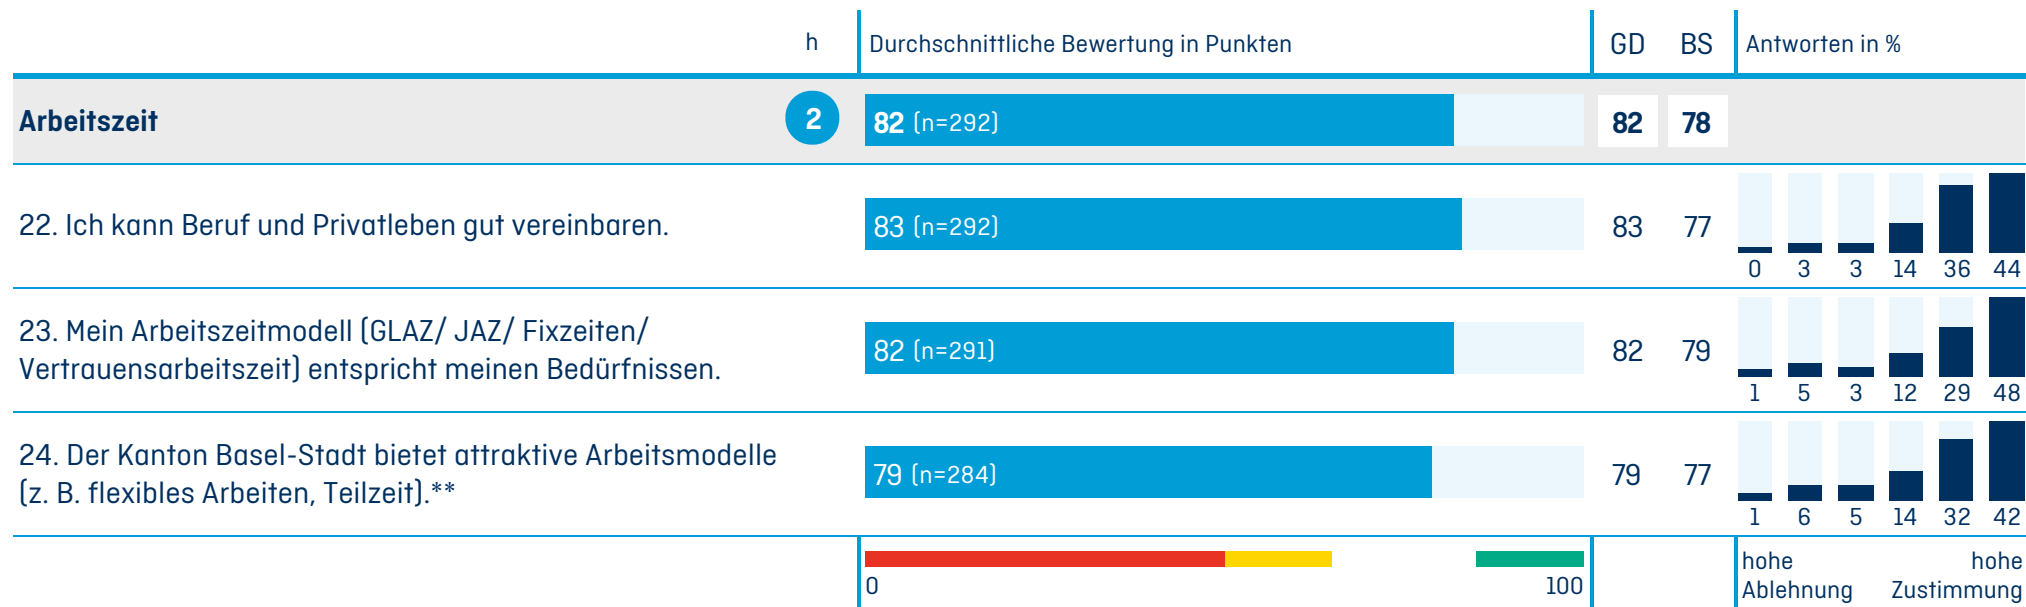 h Durchschnittliche Bewertung in Punkten GD BS Antworten in %
Arbeitszeit 2 82 (n=292) 82 78
22. Ich kann Beruf und Privatleben gut vereinbaren. 83 (n=292) 83 77
0 3 3 14 36 44
23. Mein Arbeitszeitmodell (GLAZ/ JAZ/ Fixzeiten/
Vertrauensarbeitszeit) entspricht meinen Bedürfnissen. 82 (n=291) 82 79
1 5 3 12 29 48
24. Der Kanton Basel-Stadt bietet attraktive Arbeitsmodelle
(z. B. flexibles Arbeiten, Teilzeit).** 79 (n=284) 79 77
1 6 5 14 32 42
0 100
hohe Ablehnung
hohe Zustimmung